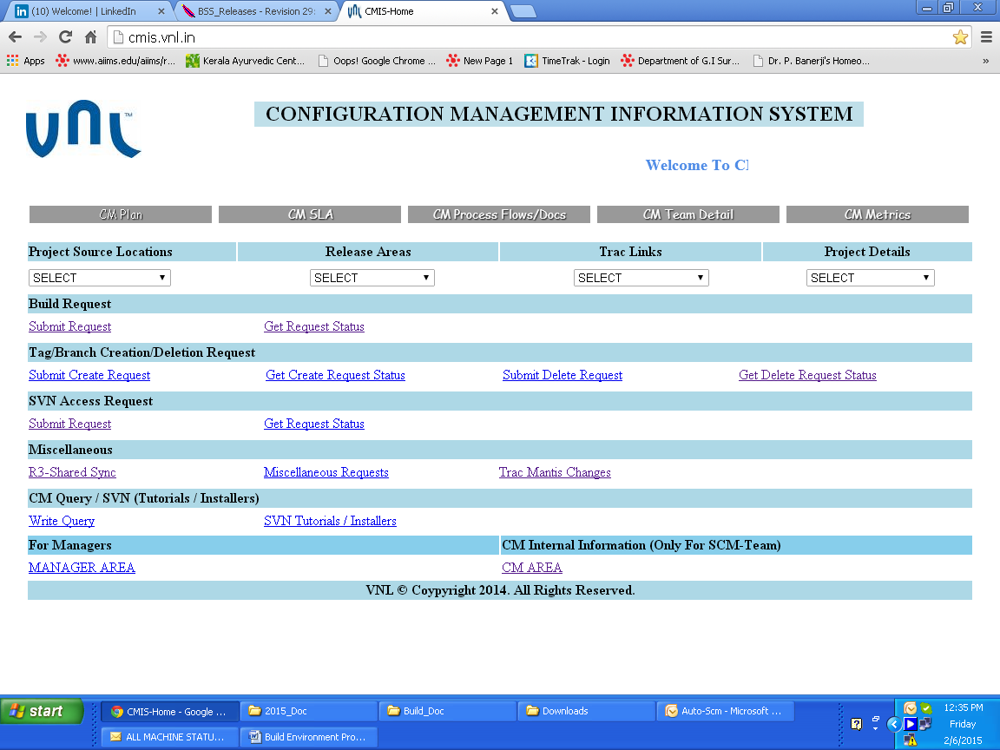 (10) Welcome! | LinkedIn
BSS_Releases - Revision 29:
CMIS-Home
cmis.vnl.in
Apps
www.aiims.edu/aiims/r...
Kerala Ayurvedic Cent...
Oops! Google Chrome ...
New Page 1
TimeTrak - Login
Department of G.I Sur...
Dr. P. Banerji's Homeo...
»
vnl™
CONFIGURATION MANAGEMENT INFORMATION SYSTEM
Welcome To C
CM Plan
CM SLA
CM Process Flows/Docs
CM Team Detail
CM Metrics
Project Source Locations
Release Areas
Trac Links
Project Details
SELECT
SELECT
SELECT
SELECT
Build Request
Submit Request
Get Request Status
Tag/Branch Creation/Deletion Request
Submit Create Request
Get Create Request Status
Submit Delete Request
Get Delete Request Status
SVN Access Request
Submit Request
Get Request Status
Miscellaneous
R3-Shared Sync
Miscellaneous Requests
Trac Mantis Changes
CM Query / SVN (Tutorials / Installers)
Write Query
SVN Tutorials / Installers
For Managers
CM Internal Information (Only For SCM-Team)
MANAGER AREA
CM AREA
VNL © Coypyright 2014. All Rights Reserved.
start
CMIS-Home - Google ...
2015_Doc
Build_Doc
Downloads
Auto-Scm - Microsoft ...
ALL MACHINE STATU...
Build Environment Pro...
12:35 PM
Friday
2/6/2015